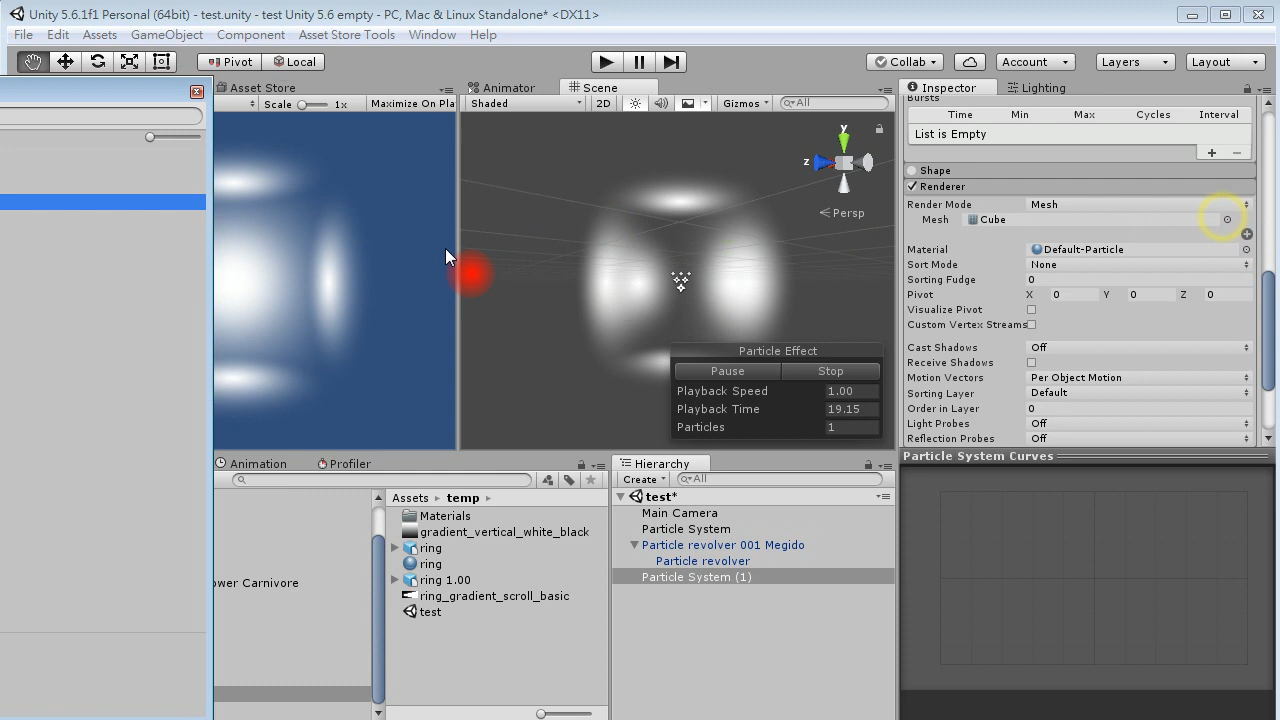 Unity 5.6.1f1 Personal (64bit) - test.unity - test Unity 5.6 empty - PC, Mac & Linux Standalone* <DX11>
File Edit Assets GameObject Component Asset Store Tools Window Help
Pivot Local Collab Account Layers Layout
Asset Store Animator Scene Inspector Lighting
Scale 1x Maximize On Pla Shaded 2D Gizmos All
Bursts
Time Min Max Cycles Interval
List is Empty
Shape
Renderer
Render Mode Mesh
Mesh Cube
Material Default-Particle
Sort Mode None
Sorting Fudge 0
Pivot X 0 Y 0 Z 0
Visualize Pivot
Custom Vertex Streams
Cast Shadows Off
Receive Shadows
Motion Vectors Per Object Motion
Sorting Layer Default
Order in Layer 0
Light Probes Off
Reflection Probes Off
y
z
Persp
Particle Effect
Pause Stop
Playback Speed 1.00
Playback Time 19.15
Particles 1
Particle System Curves
Animation Profiler
Assets temp
Materials
gradient_vertical_white_black
ring
ring
ring 1.00
ring_gradient_scroll_basic
test
ower Carnivore
Hierarchy
Create All
test*
Main Camera
Particle System
Particle revolver 001 Megido
Particle revolver
Particle System (1)